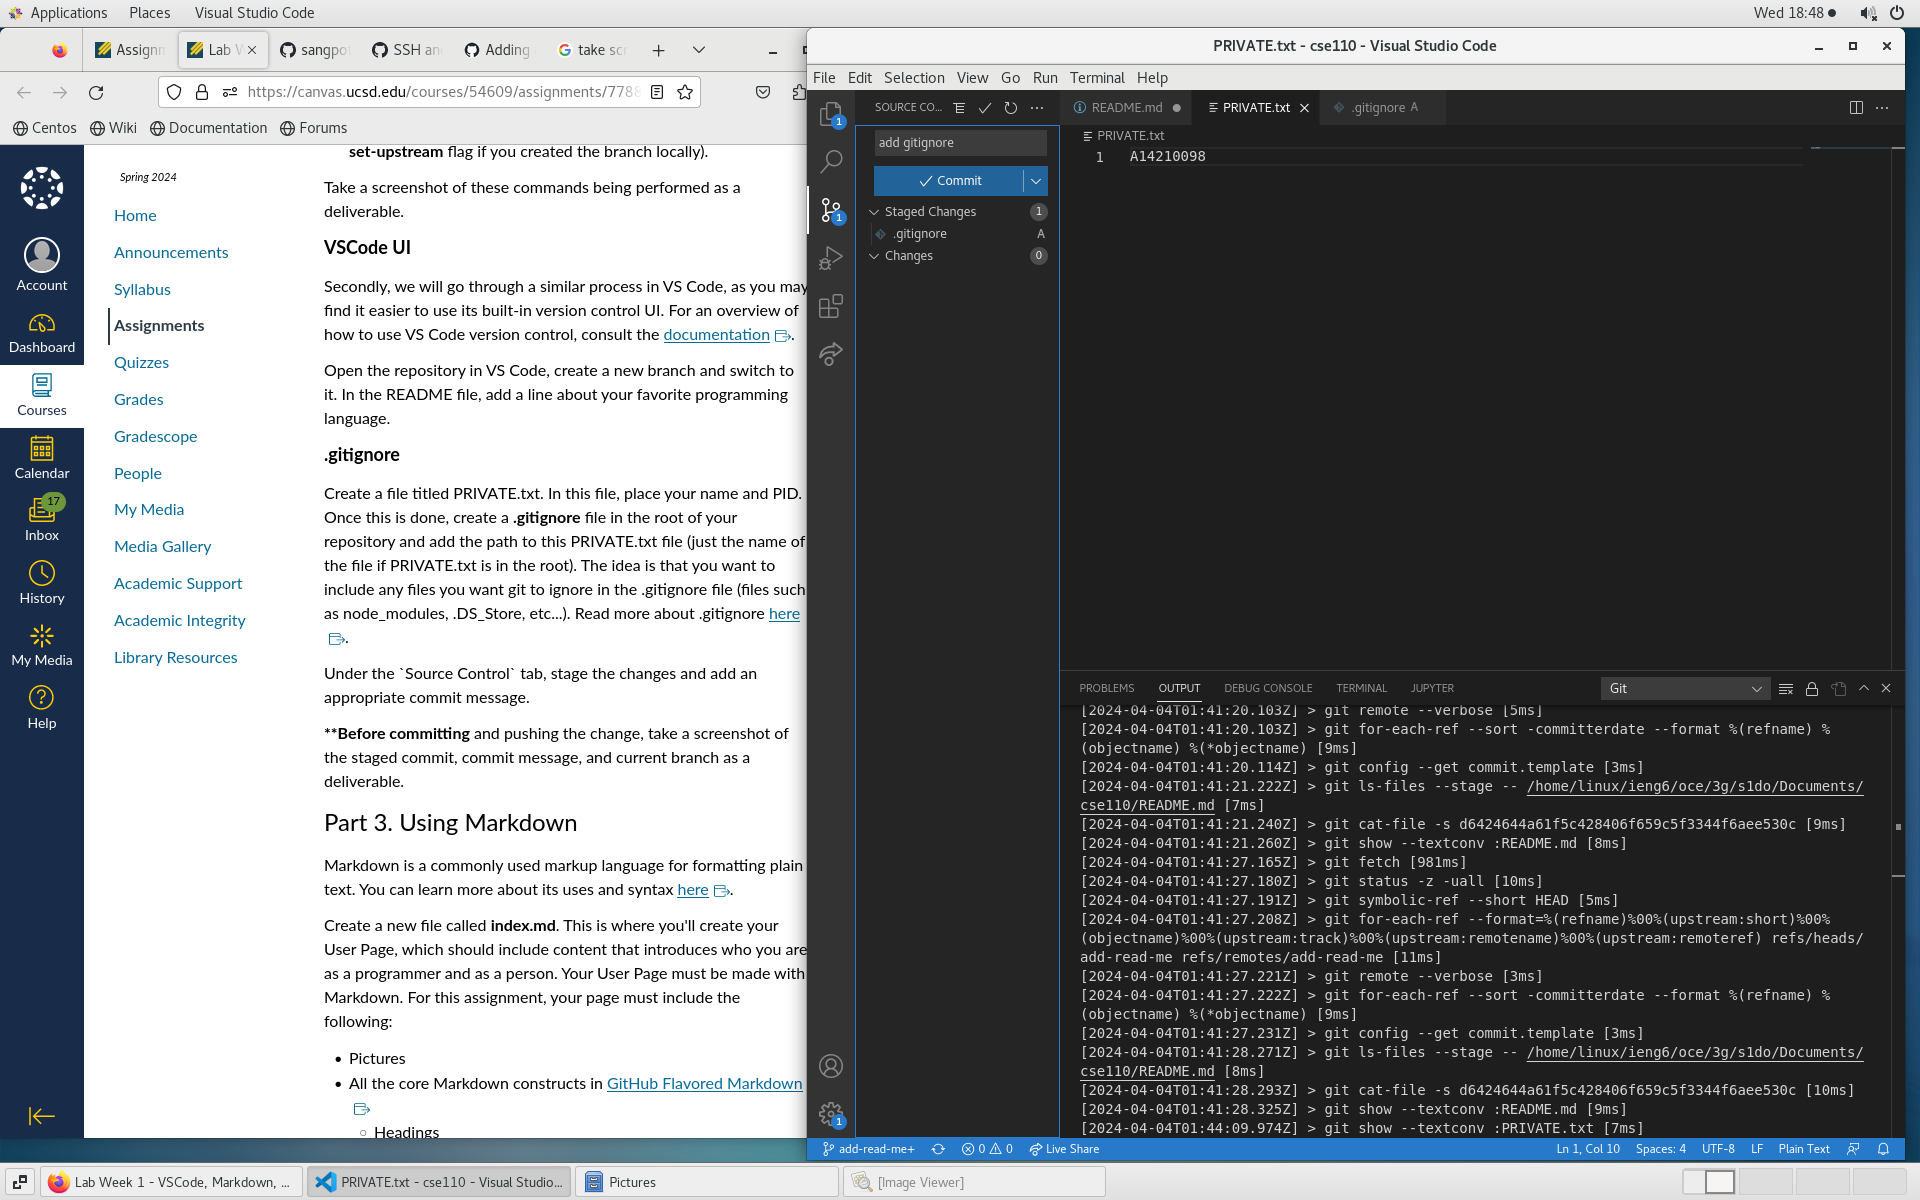 Applications Places Visual Studio Code
Wed 18:48
Assignm
Lab W
sangpo
SSH an
Adding
take scr
https://canvas.ucsd.edu/courses/54609/assignments/7788
Centos Wiki Documentation Forums
Account
Dashboard
Courses
Calendar
17
Inbox
History
My Media
Help
Spring 2024
Home
Announcements
Syllabus
Assignments
Quizzes
Grades
Gradescope
People
My Media
Media Gallery
Academic Support
Academic Integrity
Library Resources
set-upstream flag if you created the branch locally).
Take a screenshot of these commands being performed as a
deliverable.
VSCode UI
Secondly, we will go through a similar process in VS Code, as you may
find it easier to use its built-in version control UI. For an overview of
how to use VS Code version control, consult the documentation.
Open the repository in VS Code, create a new branch and switch to
it. In the README file, add a line about your favorite programming
language.
.gitignore
Create a file titled PRIVATE.txt. In this file, place your name and PID.
Once this is done, create a .gitignore file in the root of your
repository and add the path to this PRIVATE.txt file (just the name of
the file if PRIVATE.txt is in the root). The idea is that you want to
include any files you want git to ignore in the .gitignore file (files such
as node_modules, .DS_Store, etc...). Read more about .gitignore here
.
Under the `Source Control` tab, stage the changes and add an
appropriate commit message.
**Before committing and pushing the change, take a screenshot of
the staged commit, commit message, and current branch as a
deliverable.
Part 3. Using Markdown
Markdown is a commonly used markup language for formatting plain
text. You can learn more about its uses and syntax here.
Create a new file called index.md. This is where you'll create your
User Page, which should include content that introduces who you are
as a programmer and as a person. Your User Page must be made with
Markdown. For this assignment, your page must include the
following:
• Pictures
• All the core Markdown constructs in GitHub Flavored Markdown
○ Headings
PRIVATE.txt - cse110 - Visual Studio Code
File Edit Selection View Go Run Terminal Help
1
1
1
SOURCE CO...
add gitignore
Commit
Staged Changes 1
.gitignore A
Changes 0
README.md
PRIVATE.txt
.gitignore A
PRIVATE.txt
1 A14210098
PROBLEMS OUTPUT DEBUG CONSOLE TERMINAL JUPYTER
Git
[2024-04-04T01:41:20.103Z] > git remote --verbose [5ms]
[2024-04-04T01:41:20.103Z] > git for-each-ref --sort -committerdate --format %(refname) %
(objectname) %(*objectname) [9ms]
[2024-04-04T01:41:20.114Z] > git config --get commit.template [3ms]
[2024-04-04T01:41:21.222Z] > git ls-files --stage -- /home/linux/ieng6/oce/3g/s1do/Documents/
cse110/README.md [7ms]
[2024-04-04T01:41:21.240Z] > git cat-file -s d6424644a61f5c428406f659c5f3344f6aee530c [9ms]
[2024-04-04T01:41:21.260Z] > git show --textconv :README.md [8ms]
[2024-04-04T01:41:27.165Z] > git fetch [981ms]
[2024-04-04T01:41:27.180Z] > git status -z -uall [10ms]
[2024-04-04T01:41:27.191Z] > git symbolic-ref --short HEAD [5ms]
[2024-04-04T01:41:27.208Z] > git for-each-ref --format=%(refname)%00%(upstream:short)%00%
(objectname)%00%(upstream:track)%00%(upstream:remotename)%00%(upstream:remoteref) refs/heads/
add-read-me refs/remotes/add-read-me [11ms]
[2024-04-04T01:41:27.221Z] > git remote --verbose [3ms]
[2024-04-04T01:41:27.222Z] > git for-each-ref --sort -committerdate --format %(refname) %
(objectname) %(*objectname) [9ms]
[2024-04-04T01:41:27.231Z] > git config --get commit.template [3ms]
[2024-04-04T01:41:28.271Z] > git ls-files --stage -- /home/linux/ieng6/oce/3g/s1do/Documents/
cse110/README.md [8ms]
[2024-04-04T01:41:28.293Z] > git cat-file -s d6424644a61f5c428406f659c5f3344f6aee530c [10ms]
[2024-04-04T01:41:28.325Z] > git show --textconv :README.md [9ms]
[2024-04-04T01:44:09.974Z] > git show --textconv :PRIVATE.txt [7ms]
add-read-me+ 0 0 Live Share
Ln 1, Col 10 Spaces: 4 UTF-8 LF Plain Text
Lab Week 1 - VSCode, Markdown, ...
PRIVATE.txt - cse110 - Visual Studio...
Pictures
[Image Viewer]